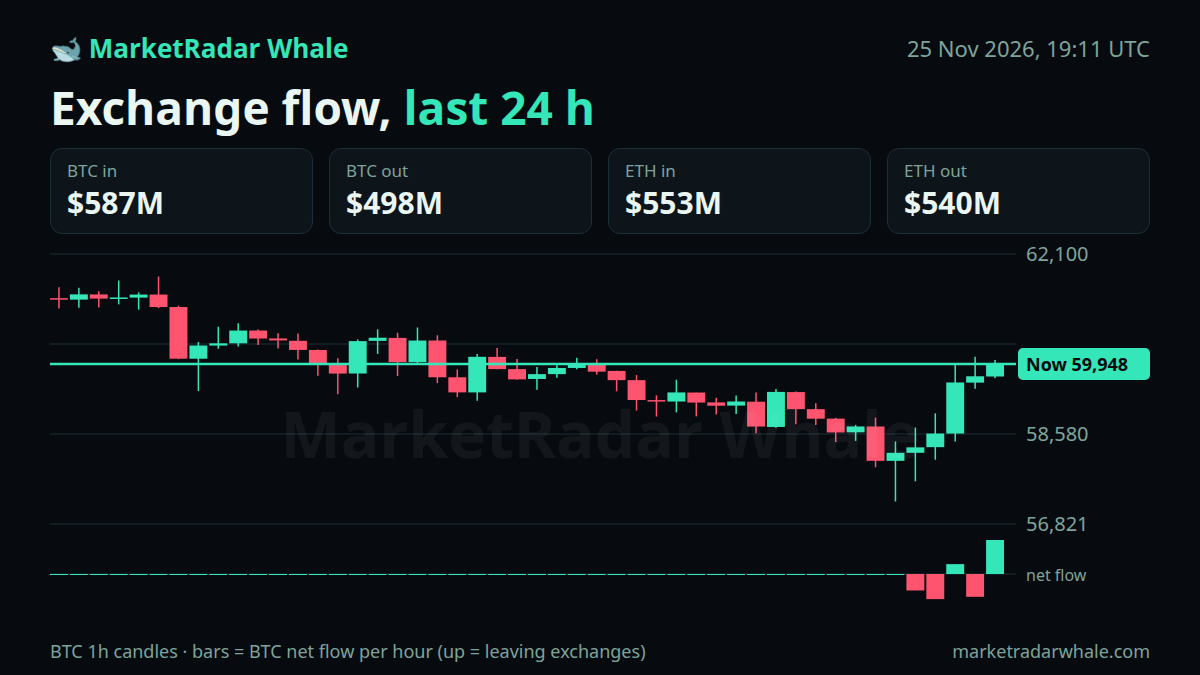 🐋 MarketRadar Whale
25 Nov 2026, 19:11 UTC
Exchange flow, last 24 h
BTC in
$587M
BTC out
$498M
ETH in
$553M
ETH out
$540M
62,100
Now 59,948
MarketRadar Whale
58,580
56,821
net flow
BTC 1h candles · bars = BTC net flow per hour (up = leaving exchanges)
marketradarwhale.com